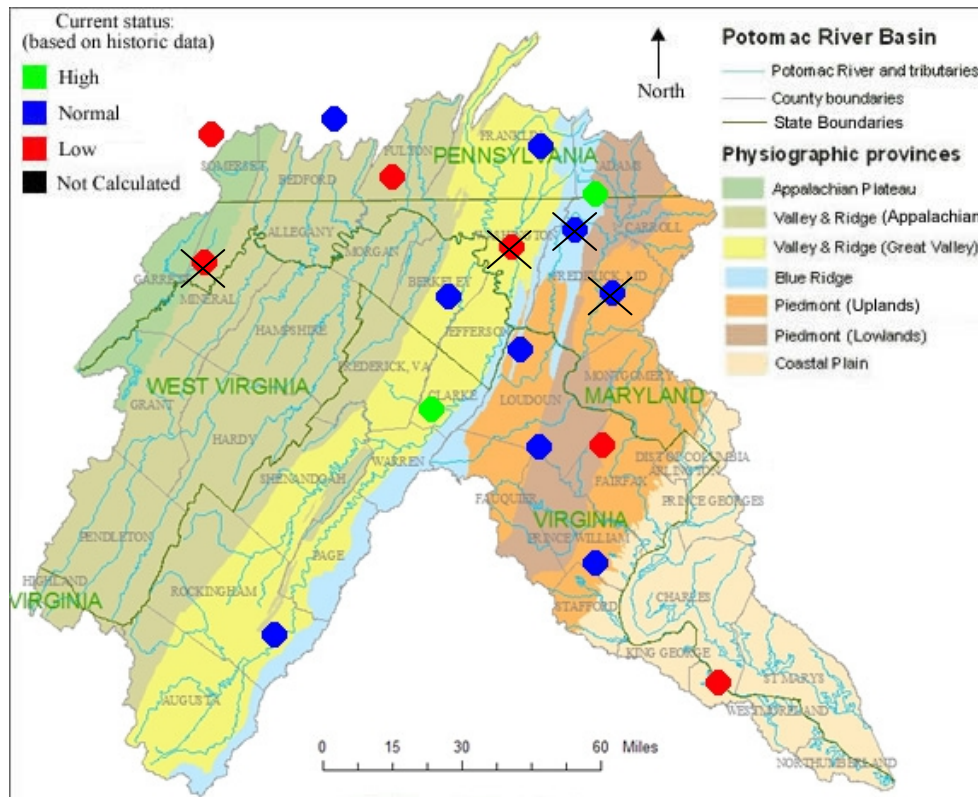 Current status:
(based on historic data)
High
Normal
Low
Not Calculated
North
Potomac River Basin
Potomac River and tributaries
County boundaries
State Boundaries
Physiographic provinces
Appalachian Plateau
Valley & Ridge (Appalachian
Valley & Ridge (Great Valley)
Blue Ridge
Piedmont (Uplands)
Piedmont (Lowlands)
Coastal Plain
FRANKLIN
PENNSYLVANIA
FULTON
SOMERSET
BEDFORD
ADAMS
ALLEGANY
CARROLL
MORGAN
GARRETT
FREDERICK, MD
BERKELEY
MINERAL
HAMPSHIRE
JEFFERSON
FREDERICK, VA
WEST VIRGINIA
MONTGOMERY
MARYLAND
LOUDOUN
CLARKE
GRANT
HARDY
WARREN
DIST OF COLUMBIA
ARLINGTON
SHENANDOAH
FAIRFAX
PRINCE GEORGES
FAUQUIER
VIRGINIA
PRINCE WILLIAM
PENDLETON
PAGE
HIGHLAND
VIRGINIA
ROCKINGHAM
CHARLES
STAFFORD
KING GEORGE
ST MARYS
AUGUSTA
WESTMORELAND
NORTHUMBERLAND
0 15 30 60 Miles